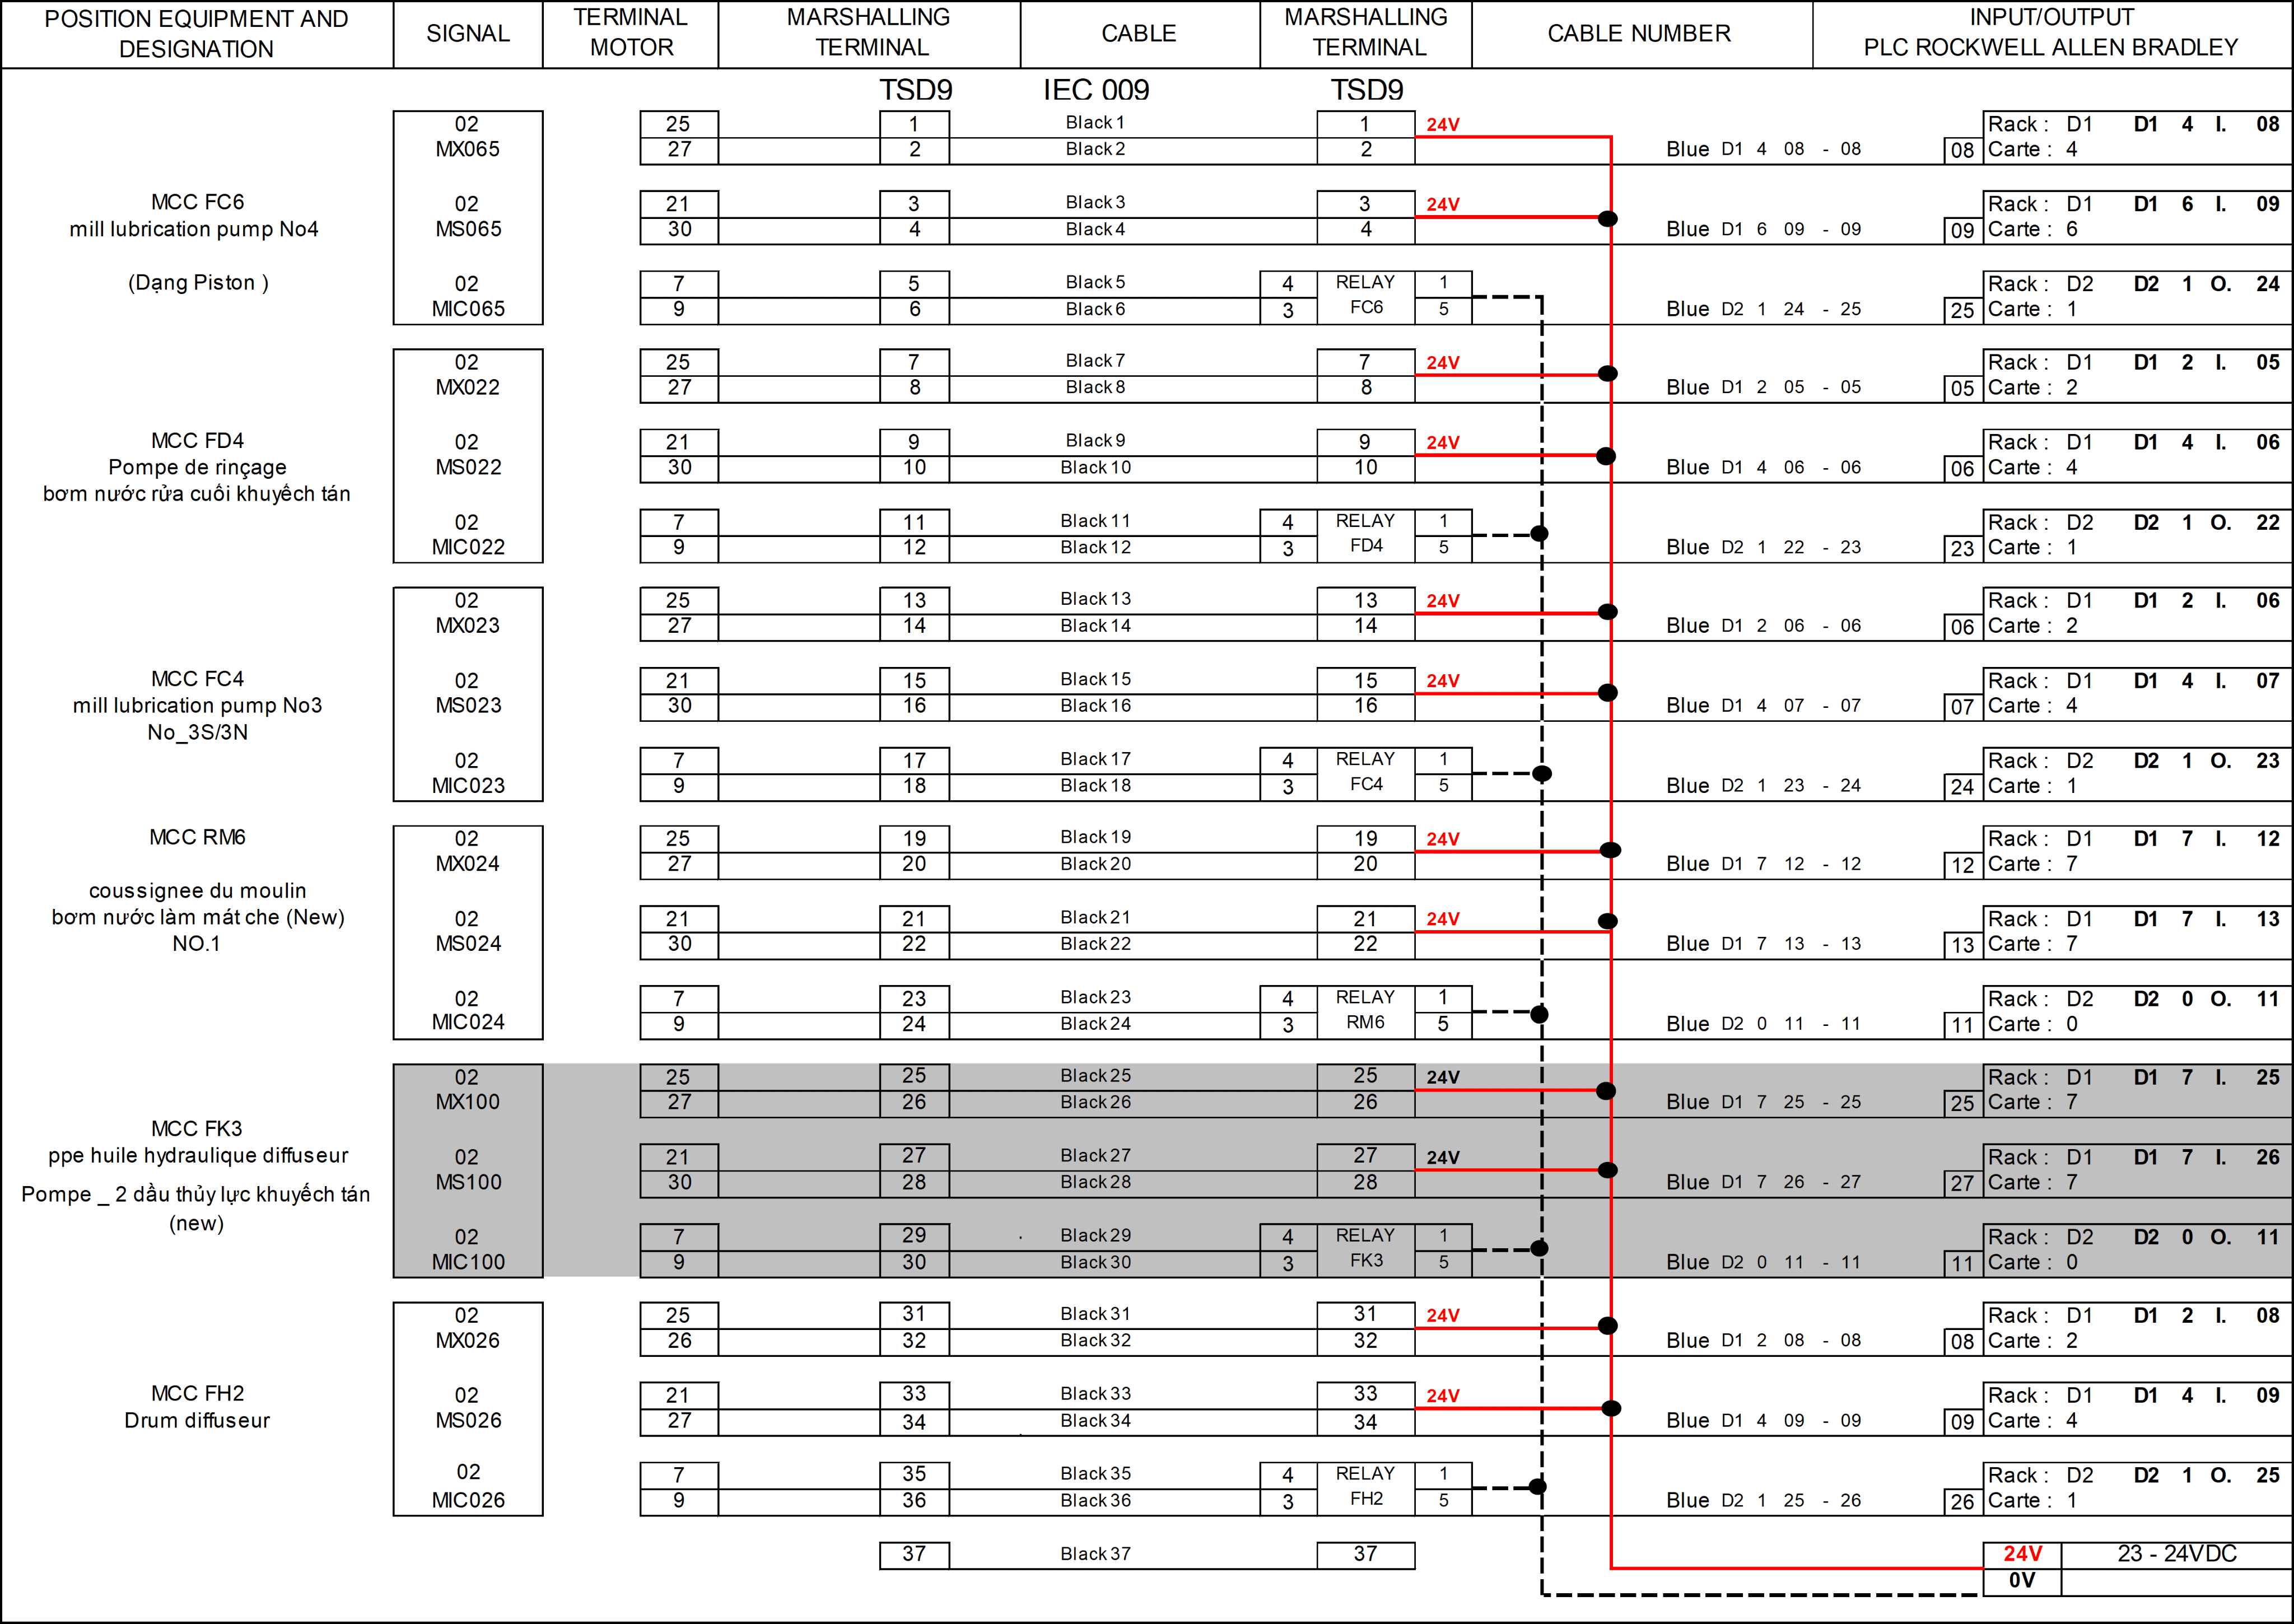 POSITION EQUIPMENT AND DESIGNATION SIGNAL TERMINAL MOTOR MARSHALLING TERMINAL CABLE MARSHALLING TERMINAL CABLE NUMBER INPUT/OUTPUT PLC ROCKWELL ALLEN BRADLEY
TSD9 IEC 009 TSD9
02 25 1 Black 1 1 24V Rack : D1 D1 4 I. 08
MX065 27 2 Black 2 2 Blue D1 4 08 - 08 08 Carte : 4
MCC FC6 02 21 3 Black 3 3 24V Rack : D1 D1 6 I. 09
mill lubrication pump No4 MS065 30 4 Black 4 4 Blue D1 6 09 - 09 09 Carte : 6
(Dạng Piston ) 02 7 5 Black 5 4 RELAY 1 Rack : D2 D2 1 O. 24
MIC065 9 6 Black 6 3 FC6 5 Blue D2 1 24 - 25 25 Carte : 1
02 25 7 Black 7 7 24V Rack : D1 D1 2 I. 05
MX022 27 8 Black 8 8 Blue D1 2 05 - 05 05 Carte : 2
MCC FD4 02 21 9 Black 9 9 24V Rack : D1 D1 4 I. 06
Pompe de rinçage MS022 30 10 Black 10 10 Blue D1 4 06 - 06 06 Carte : 4
bơm nước rửa cuối khuyếch tán
02 7 11 Black 11 4 RELAY 1 Rack : D2 D2 1 O. 22
MIC022 9 12 Black 12 3 FD4 5 Blue D2 1 22 - 23 23 Carte : 1
02 25 13 Black 13 13 24V Rack : D1 D1 2 I. 06
MX023 27 14 Black 14 14 Blue D1 2 06 - 06 06 Carte : 2
MCC FC4 02 21 15 Black 15 15 24V Rack : D1 D1 4 I. 07
mill lubrication pump No3 MS023 30 16 Black 16 16 Blue D1 4 07 - 07 07 Carte : 4
No_3S/3N
02 7 17 Black 17 4 RELAY 1 Rack : D2 D2 1 O. 23
MIC023 9 18 Black 18 3 FC4 5 Blue D2 1 23 - 24 24 Carte : 1
MCC RM6 02 25 19 Black 19 19 24V Rack : D1 D1 7 I. 12
MX024 27 20 Black 20 20 Blue D1 7 12 - 12 12 Carte : 7
coussignee du moulin
bơm nước làm mát che (New) 02 21 21 Black 21 21 24V Rack : D1 D1 7 I. 13
NO.1 MS024 30 22 Black 22 22 Blue D1 7 13 - 13 13 Carte : 7
02 7 23 Black 23 4 RELAY 1 Rack : D2 D2 0 O. 11
MIC024 9 24 Black 24 3 RM6 5 Blue D2 0 11 - 11 11 Carte : 0
02 25 25 Black 25 25 24V Rack : D1 D1 7 I. 25
MX100 27 26 Black 26 26 Blue D1 7 25 - 25 25 Carte : 7
MCC FK3
ppe huile hydraulique diffuseur 02 21 27 Black 27 27 24V Rack : D1 D1 7 I. 26
Pompe _ 2 dầu thủy lực khuyếch tán MS100 30 28 Black 28 28 Blue D1 7 26 - 27 27 Carte : 7
(new)
02 7 29 Black 29 4 RELAY 1 Rack : D2 D2 0 O. 11
MIC100 9 30 Black 30 3 FK3 5 Blue D2 0 11 - 11 11 Carte : 0
02 25 31 Black 31 31 24V Rack : D1 D1 2 I. 08
MX026 26 32 Black 32 32 Blue D1 2 08 - 08 08 Carte : 2
MCC FH2 02 21 33 Black 33 33 24V Rack : D1 D1 4 I. 09
Drum diffuseur MS026 27 34 Black 34 34 Blue D1 4 09 - 09 09 Carte : 4
02 7 35 Black 35 4 RELAY 1 Rack : D2 D2 1 O. 25
MIC026 9 36 Black 36 3 FH2 5 Blue D2 1 25 - 26 26 Carte : 1
37 Black 37 37 24V 23 - 24VDC
0V